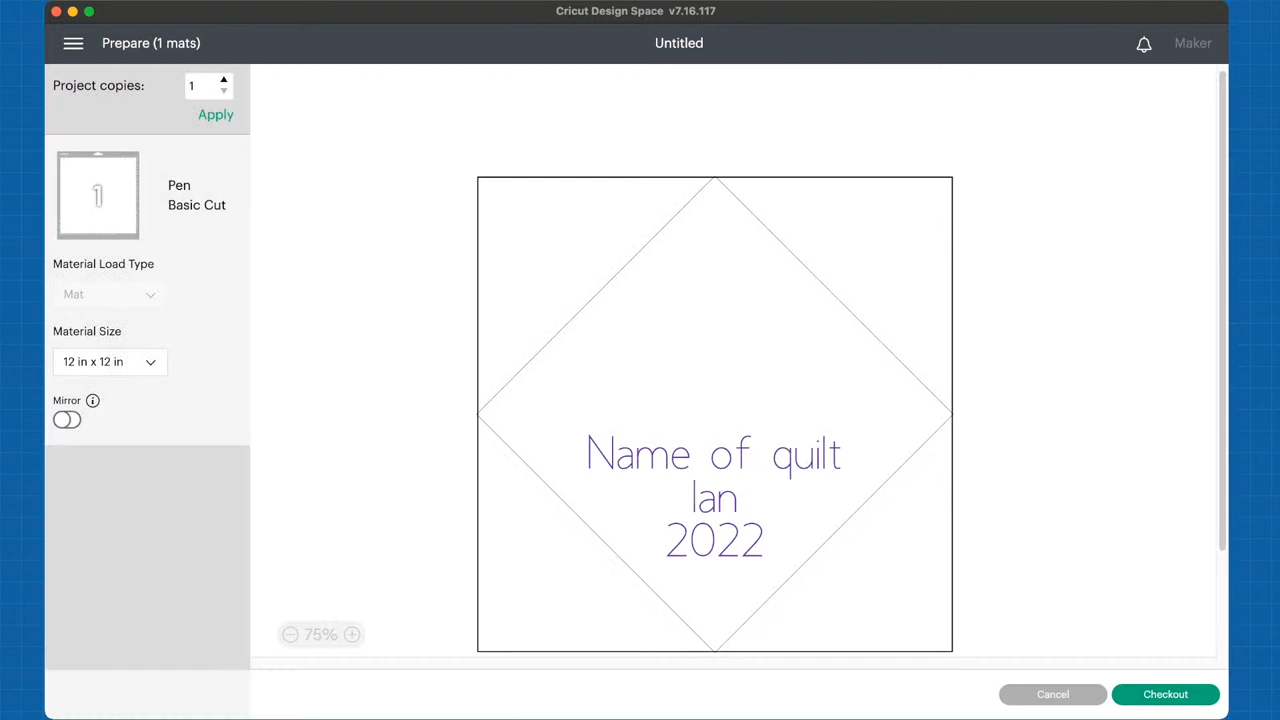 Cricut Design Space v7.16.117
Prepare (1 mats)
Untitled
Maker
Project copies:
1
Apply
1
Pen
Basic Cut
Material Load Type
Mat
Material Size
12 in x 12 in
Mirror
Name of quilt
Ian
2022
75%
Cancel
Checkout